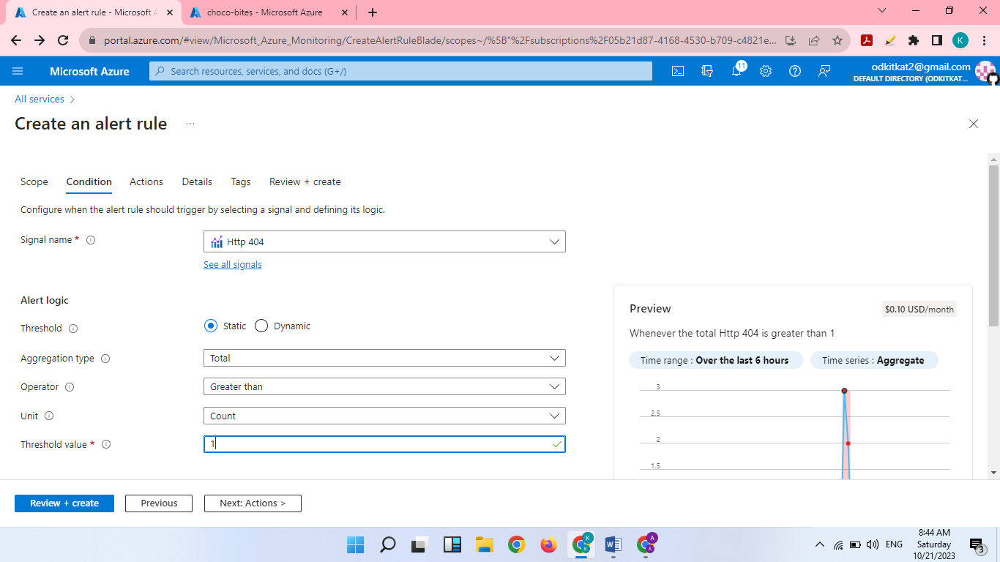 Create an alert rule - Microsoft A
choco-bites - Microsoft Azure
portal.azure.com/#view/Microsoft_Azure_Monitoring/CreateAlertRuleBlade/scopes~/%5B"%2Fsubscriptions%2F05b21d87-4168-4530-b709-c4821e...
K
Microsoft Azure
Search resources, services, and docs (G+/)
11
odkitkat2@gmail.com
DEFAULT DIRECTORY (ODKITKAT...
All services >
Create an alert rule ...
Scope Condition Actions Details Tags Review + create
Configure when the alert rule should trigger by selecting a signal and defining its logic.
Signal name *
Http 404
See all signals
Alert logic
Threshold
Static Dynamic
Aggregation type
Total
Operator
Greater than
Unit
Count
Threshold value *
1
Preview
$0.10 USD/month
Whenever the total Http 404 is greater than 1
Time range : Over the last 6 hours
Time series : Aggregate
3
2.5
2
1.5
Review + create
Previous
Next: Actions >
K
A
A
ENG
8:44 AM
Saturday
10/21/2023
3